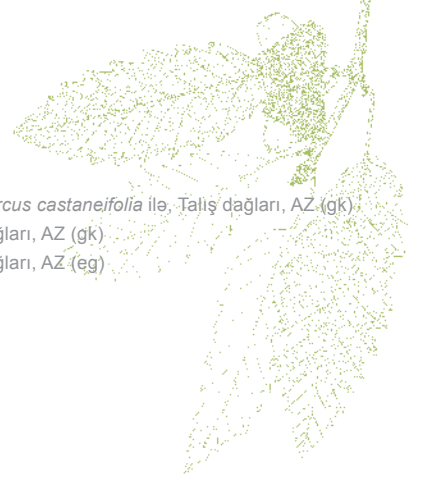 rcus castaneifolia ilə, Talış dağları, AZ (gk)
ğları, AZ (gk)
ğları, AZ (eg)